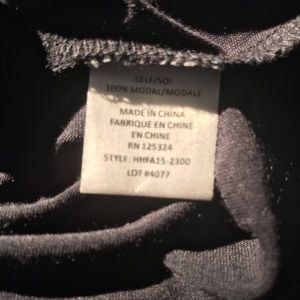 SELF/SOI
100% MODAL/MODALE
MADE IN CHINA
FABRIQUE EN CHINE
EN CHINE
RN 125324
STYLE: HHFA15-2300
LOT #4077